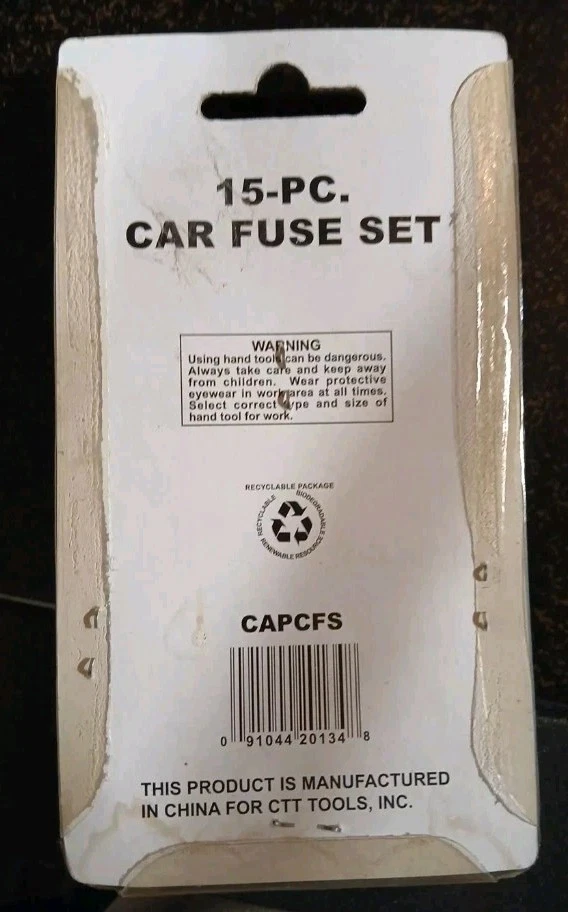 15-PC.
CAR FUSE SET
WARNING
Using hand tools can be dangerous.
Always take care and keep away
from children. Wear protective
eyewear in work area at all times.
Select correct type and size of
hand tool for work.
RECYCLABLE PACKAGE
RECYCLABLE BIODEGRADABLE RENEWABLE RESOURCE
CAPCFS
0 91044 20134 8
THIS PRODUCT IS MANUFACTURED
IN CHINA FOR CTT TOOLS, INC.